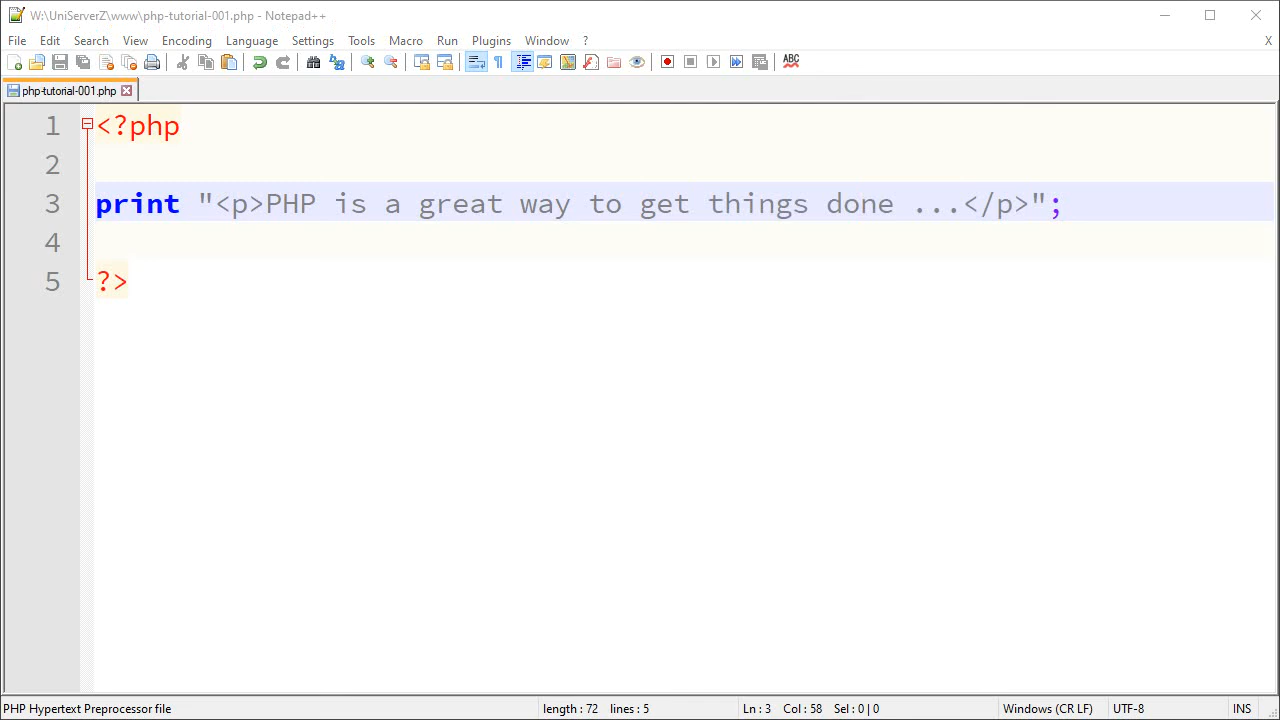 W:\UniServerZ\www\php-tutorial-001.php - Notepad++
File Edit Search View Encoding Language Settings Tools Macro Run Plugins Window ? X
ABC
php-tutorial-001.php
1 <?php
2
3 print "<p>PHP is a great way to get things done ...</p>";
4
5 ?>
PHP Hypertext Preprocessor file length : 72 lines : 5 Ln : 3 Col : 58 Sel : 0 | 0 Windows (CR LF) UTF-8 INS